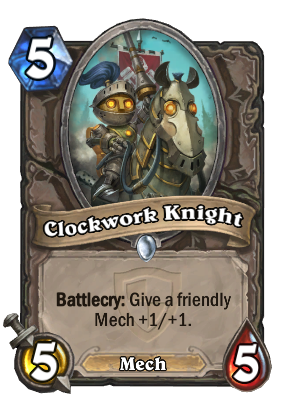 5
Clockwork Knight
Battlecry: Give a friendly
Mech +1/+1.
5
Mech
5